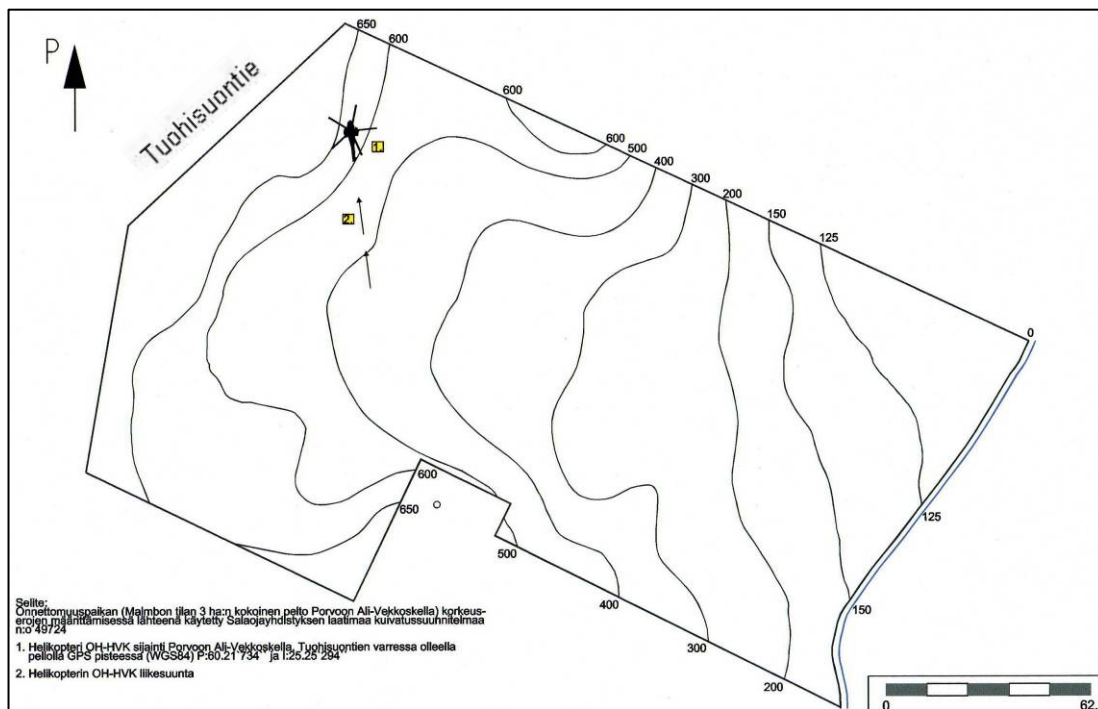 P
Tuohisuontie
650
600
600
600
500
400
300
200
150
125
0
1.
2.
600
650
500
400
300
200
150
125
Selite:
Onnettomuuspaikan (Malmbon tilan 3 ha:n kokoinen pelto Porvoon Ali-Vekkoskella) korkeus-
erojen määrittämisessä lähteenä käytetty Salaojayhdistyksen laatimaa kuivatussuunnitelmaa
n:o 49724
1. Helikopteri OH-HVK sijainti Porvoon Ali-Vekkoskella, Tuohisuontien varressa olleella
pellolla GPS pisteessä (WGS84) P:60.21 734 ja I:25.25 294
2. Helikopterin OH-HVK liikesuunta
0
62.